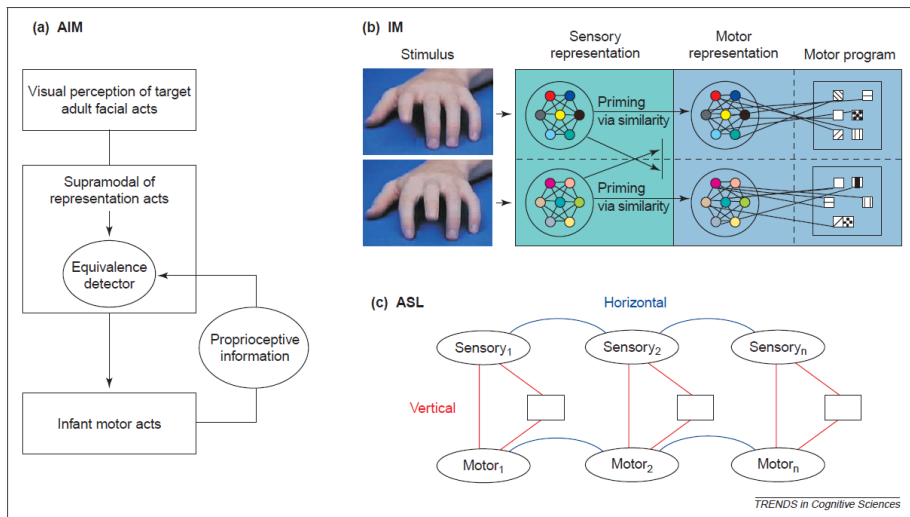 (a) AIM
Visual perception of target
adult facial acts
Supramodal of
representation acts
Equivalence
detector
Proprioceptive
information
Infant motor acts
(b) IM
Stimulus
Sensory
representation
Motor
representation
Motor program
Priming
via similarity
Priming
via similarity
(c) ASL
Horizontal
Sensory1
Sensory2
Sensoryn
Vertical
Motor1
Motor2
Motorn
TRENDS in Cognitive Sciences